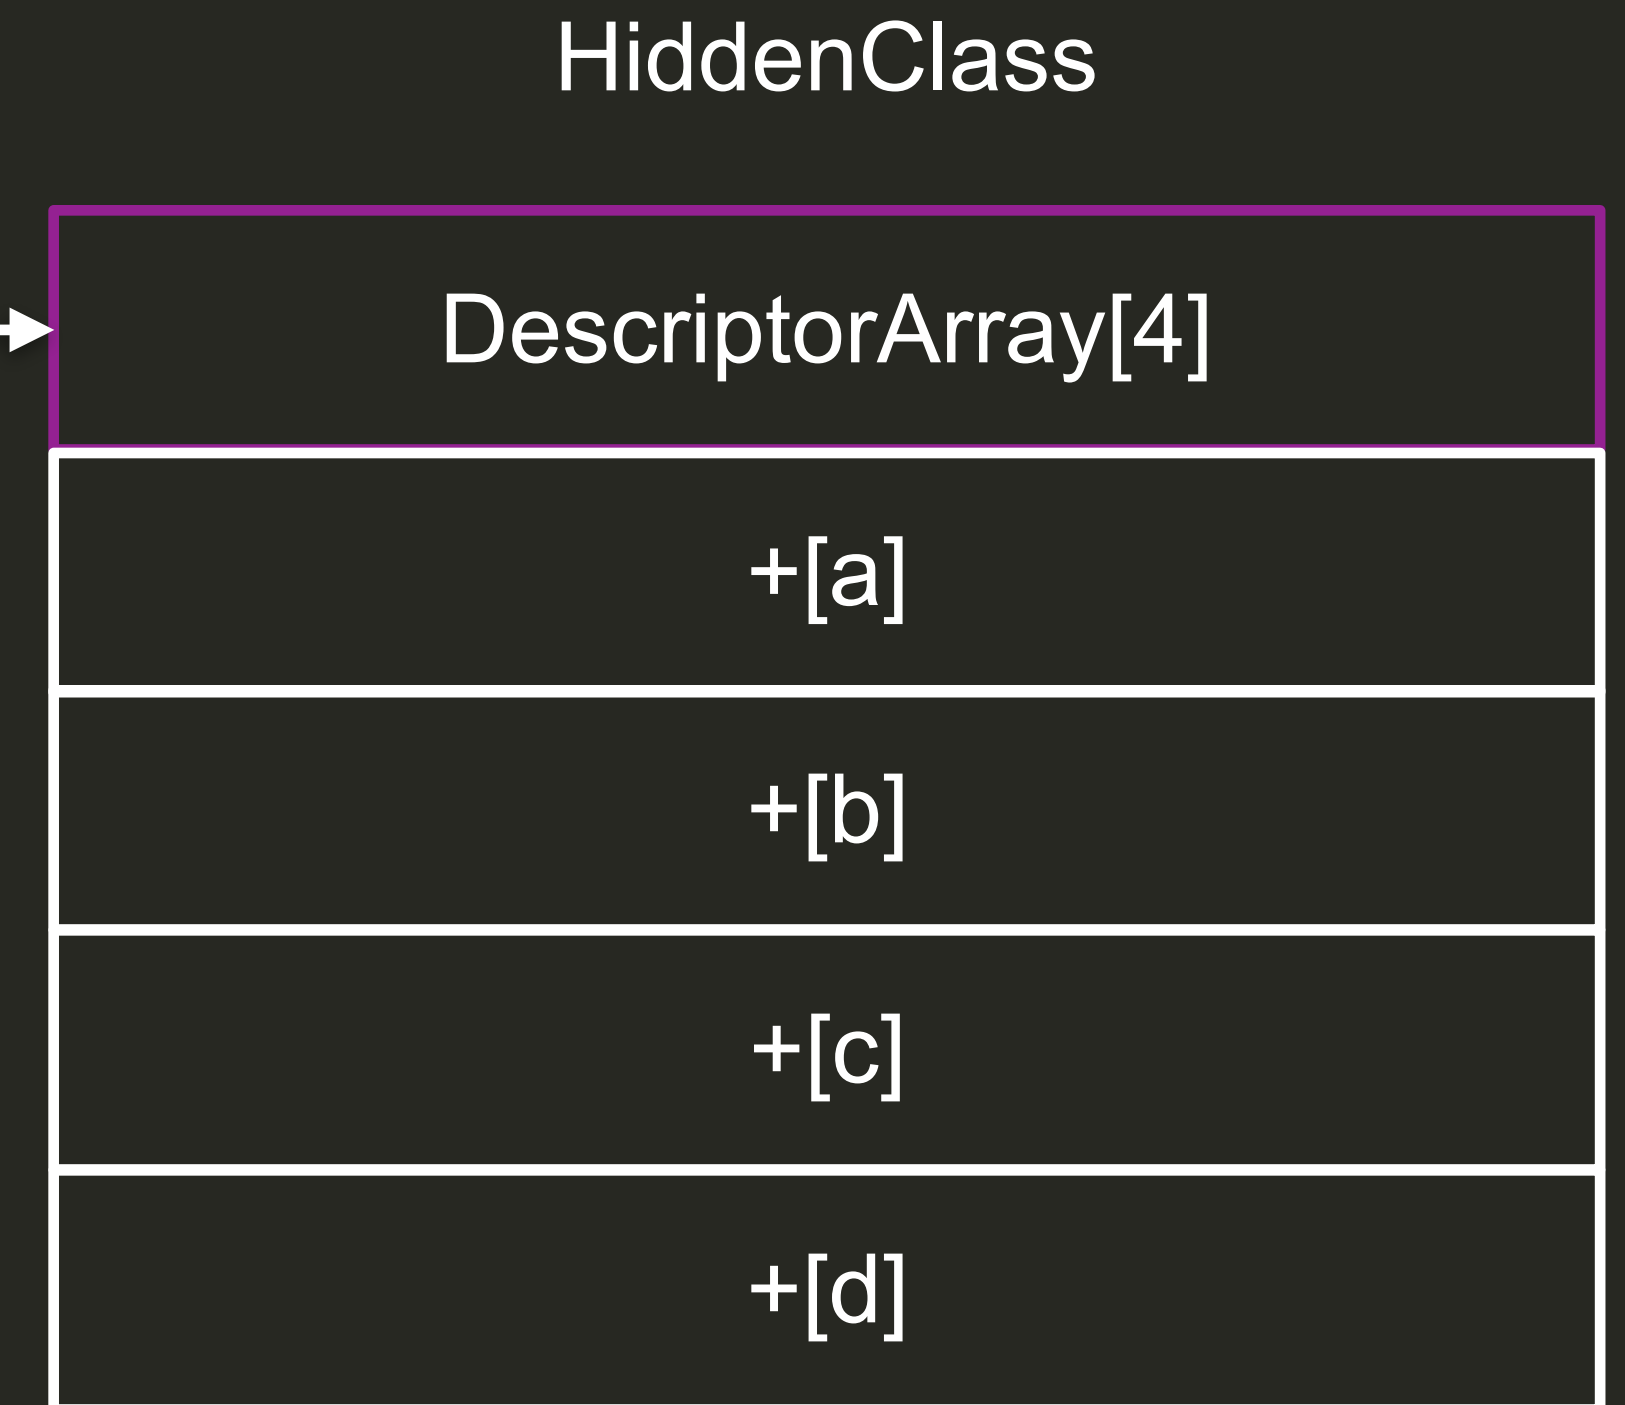 HiddenClass
DescriptorArray[4]
+[a]
+[b]
+[c]
+[d]